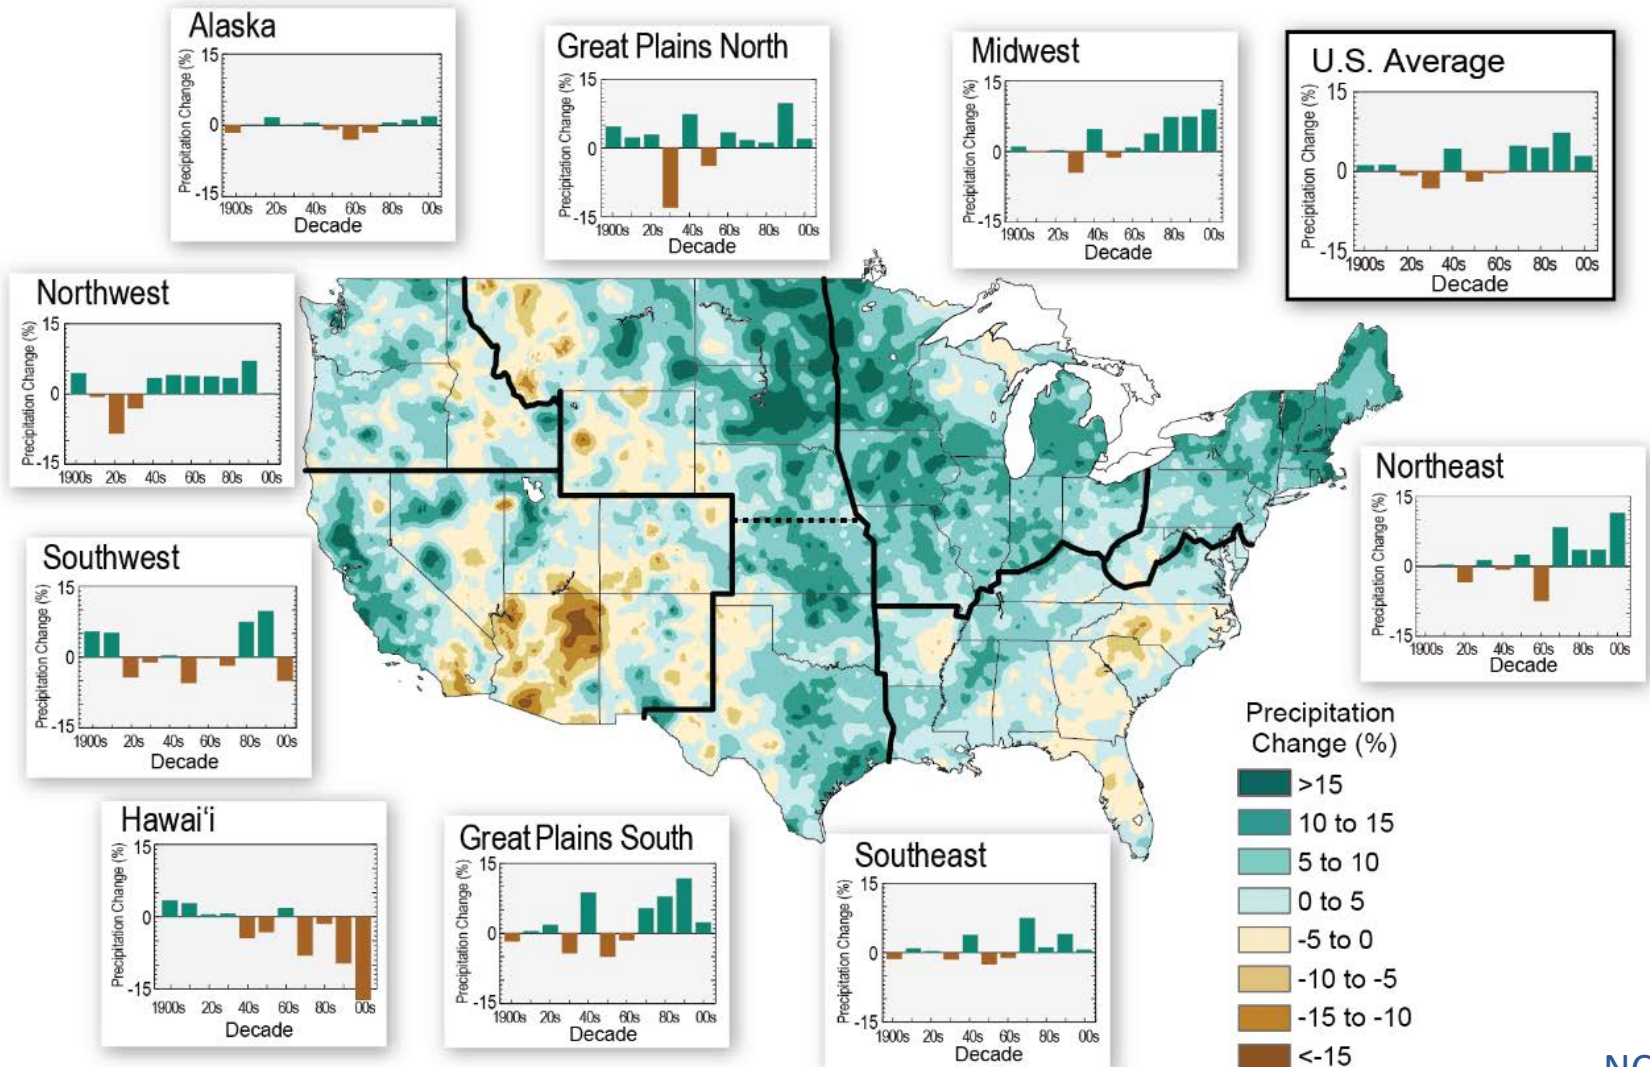 Alaska
Precipitation Change (%)
15
0
-15
1900s 20s 40s 60s 80s 00s
Decade
Great Plains North
Precipitation Change (%)
15
0
-15
1900s 20s 40s 60s 80s 00s
Decade
Midwest
Precipitation Change (%)
15
0
-15
1900s 20s 40s 60s 80s 00s
Decade
U.S. Average
Precipitation Change (%)
15
0
-15
1900s 20s 40s 60s 80s 00s
Decade
Northwest
Precipitation Change (%)
15
0
-15
1900s 20s 40s 60s 80s 00s
Decade
Northeast
Precipitation Change (%)
15
0
-15
1900s 20s 40s 60s 80s 00s
Decade
Southwest
Precipitation Change (%)
15
0
-15
1900s 20s 40s 60s 80s 00s
Decade
Hawai‘i
Precipitation Change (%)
15
0
-15
1900s 20s 40s 60s 80s 00s
Decade
Great Plains South
Precipitation Change (%)
15
0
-15
1900s 20s 40s 60s 80s 00s
Decade
Southeast
Precipitation Change (%)
15
0
-15
1900s 20s 40s 60s 80s 00s
Decade
Precipitation
Change (%)
>15
10 to 15
5 to 10
0 to 5
-5 to 0
-10 to -5
-15 to -10
<-15